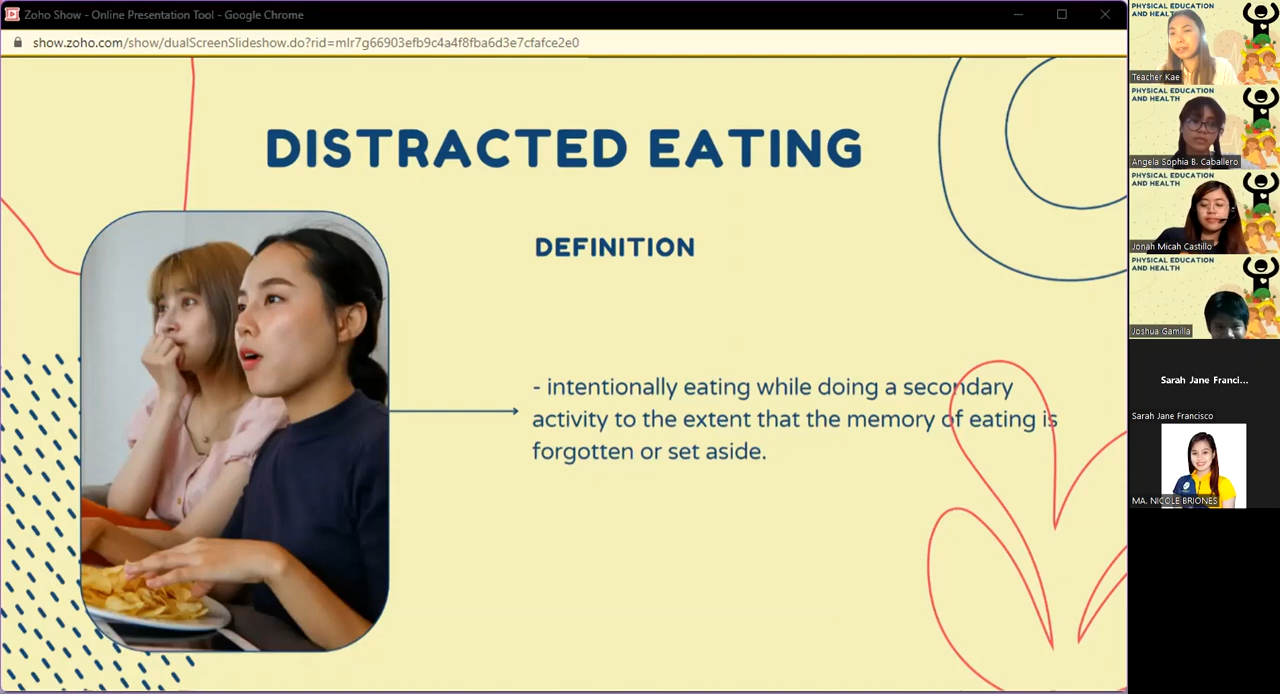 Zoho Show - Online Presentation Tool - Google Chrome
show.zoho.com/show/dualScreenSlideshow.do?rid=mlr7g66903efb9c4a4f8fba6d3e7cfafce2e0
DISTRACTED EATING
DEFINITION
- intentionally eating while doing a secondary
activity to the extent that the memory of eating is
forgotten or set aside.
PHYSICAL EDUCATION
AND HEALTH
Teacher Kae
PHYSICAL EDUCATION
AND HEALTH
Angela Sophia B. Caballero
PHYSICAL EDUCATION
AND HEALTH
Jonah Micah Castillo
PHYSICAL EDUCATION
AND HEALTH
Joshua Gamilla
Sarah Jane Franci...
Sarah Jane Francisco
MA. NICOLE BRIONES